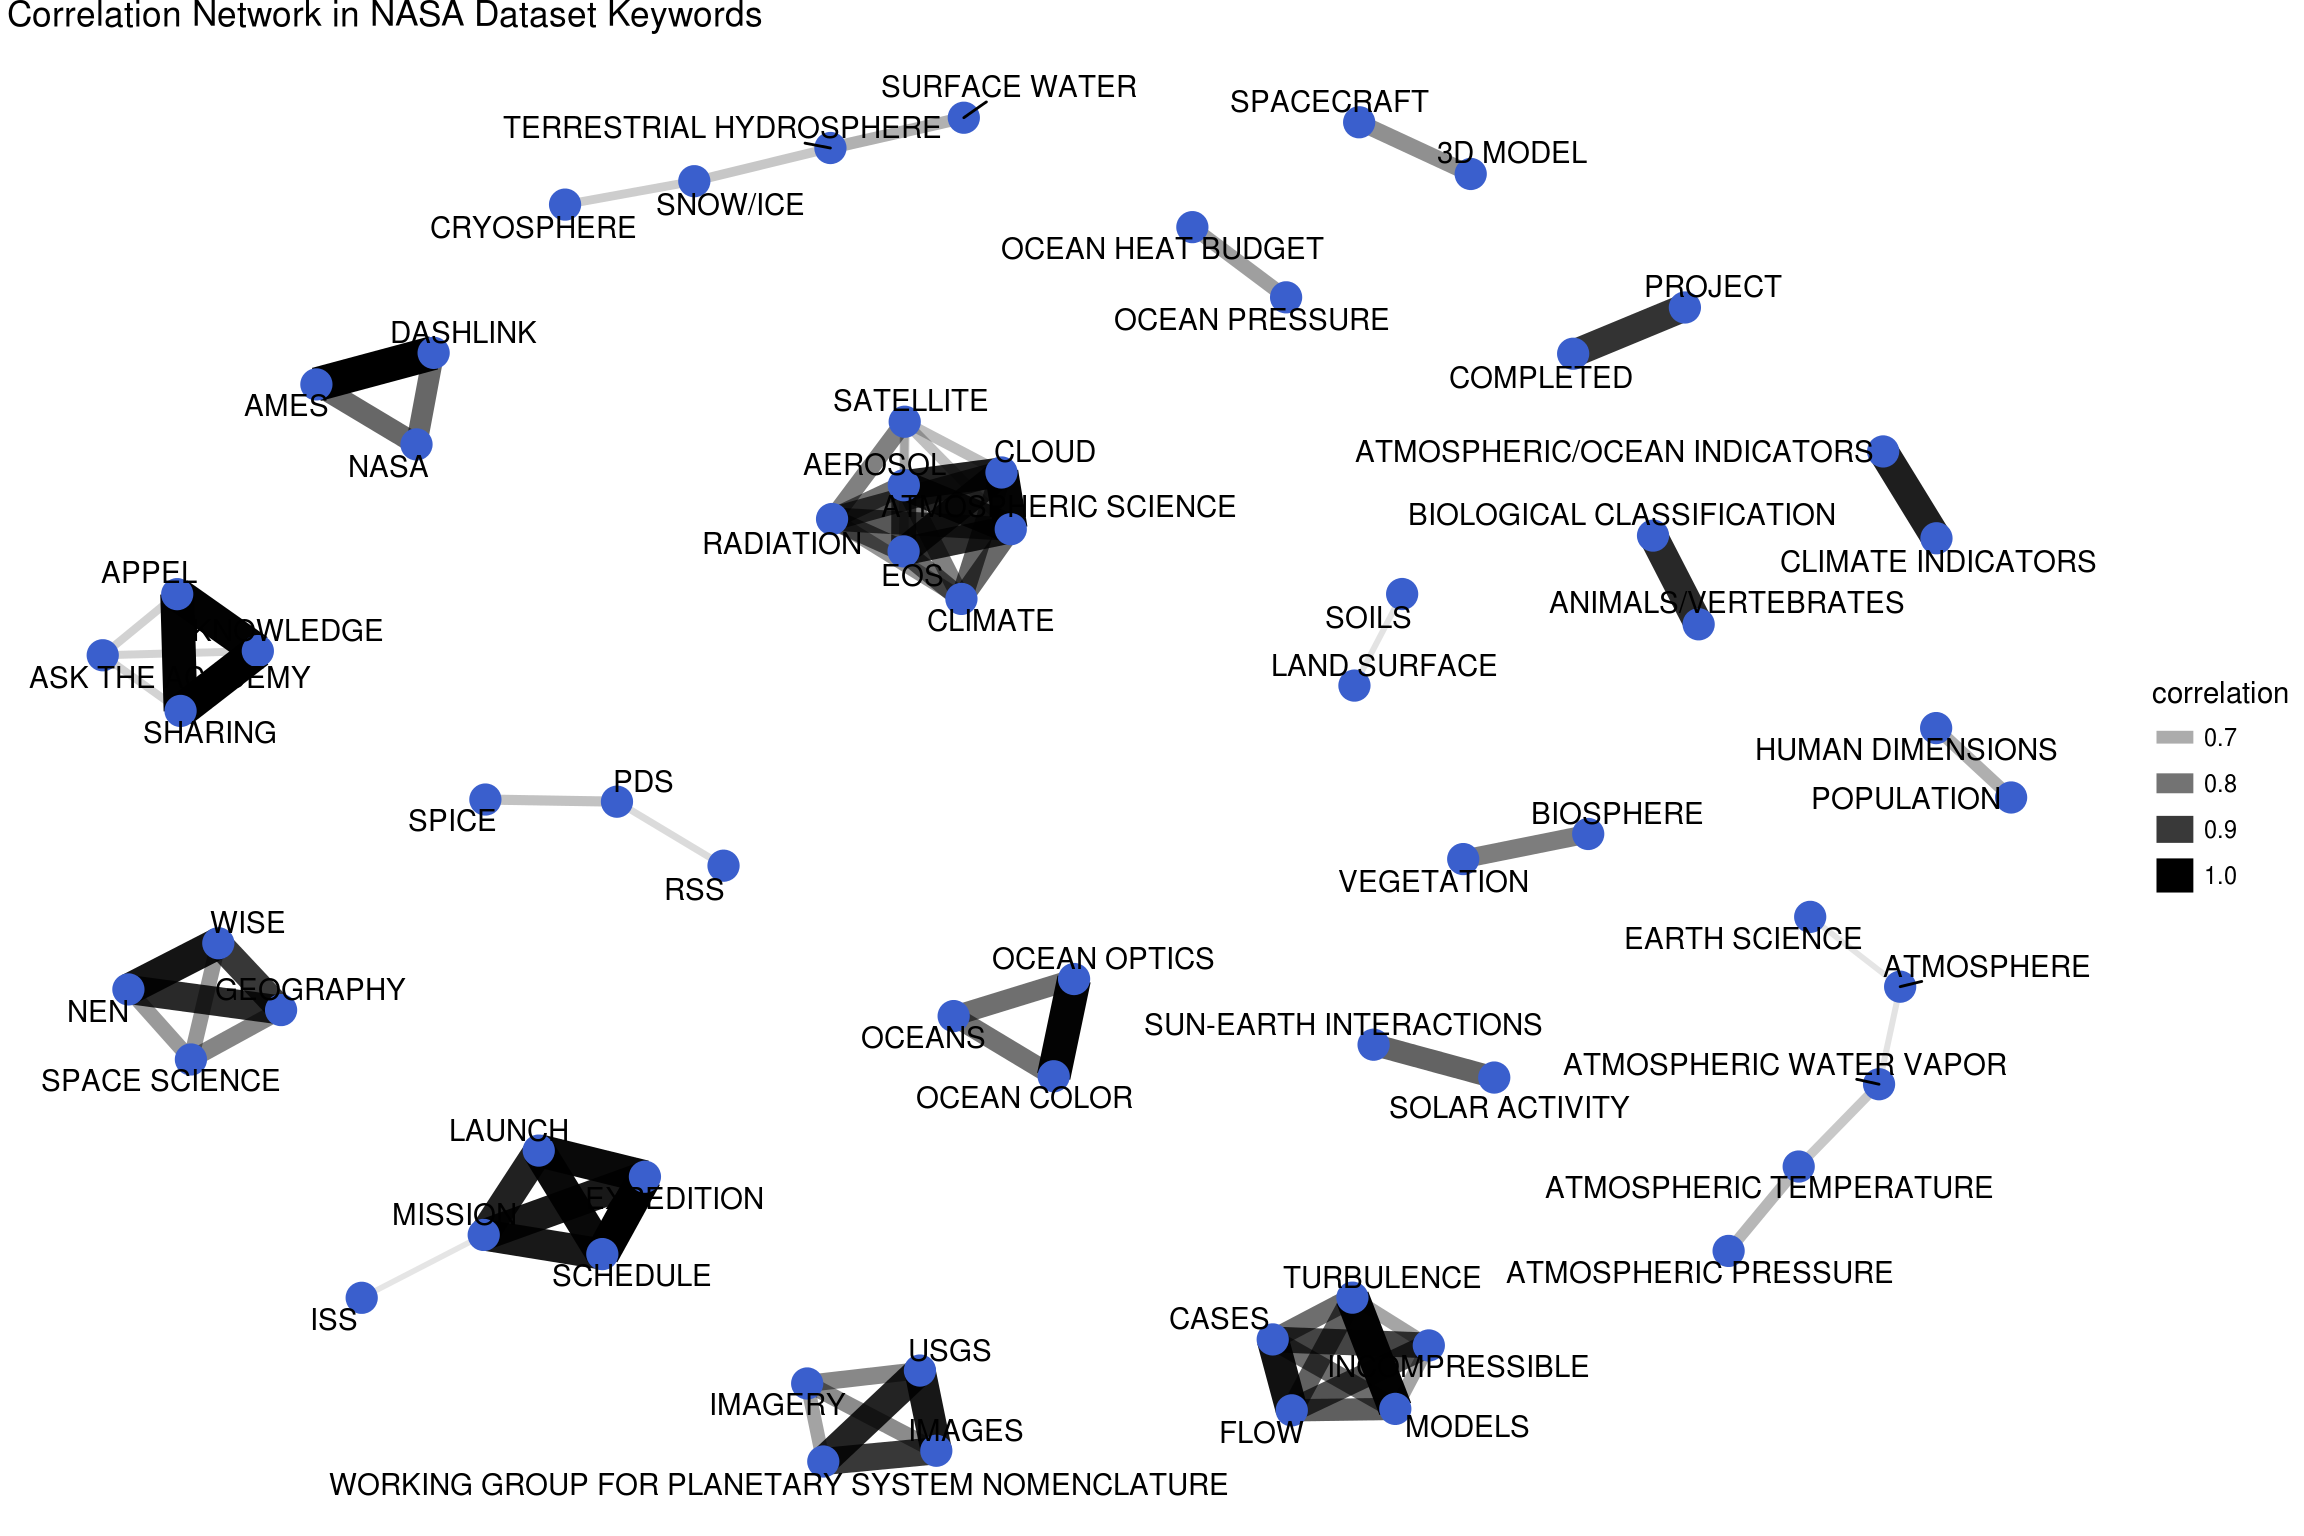 Correlation Network in NASA Dataset Keywords
SURFACE WATER
SPACECRAFT
TERRESTRIAL HYDROSPHERE
3D MODEL
SNOW/ICE
CRYOSPHERE
OCEAN HEAT BUDGET
PROJECT
OCEAN PRESSURE
DASHLINK
COMPLETED
AMES
SATELLITE
NASA
CLOUD
ATMOSPHERIC/OCEAN INDICATORS
AEROSOL
ATMOSPHERIC SCIENCE
BIOLOGICAL CLASSIFICATION
RADIATION
CLIMATE INDICATORS
APPEL
EOS
ANIMALS/VERTEBRATES
SOILS
CLIMATE
KNOWLEDGE
LAND SURFACE
ASK THE ACADEMY
correlation
SHARING
0.7
HUMAN DIMENSIONS
PDS
0.8
POPULATION
BIOSPHERE
SPICE
0.9
1.0
VEGETATION
RSS
WISE
EARTH SCIENCE
OCEAN OPTICS
ATMOSPHERE
GEOGRAPHY
NEN
SUN-EARTH INTERACTIONS
OCEANS
ATMOSPHERIC WATER VAPOR
SPACE SCIENCE
OCEAN COLOR
SOLAR ACTIVITY
LAUNCH
ATMOSPHERIC TEMPERATURE
EXPEDITION
MISSION
ATMOSPHERIC PRESSURE
SCHEDULE
TURBULENCE
ISS
CASES
USGS
INCOMPRESSIBLE
IMAGERY
MODELS
IMAGES
FLOW
WORKING GROUP FOR PLANETARY SYSTEM NOMENCLATURE